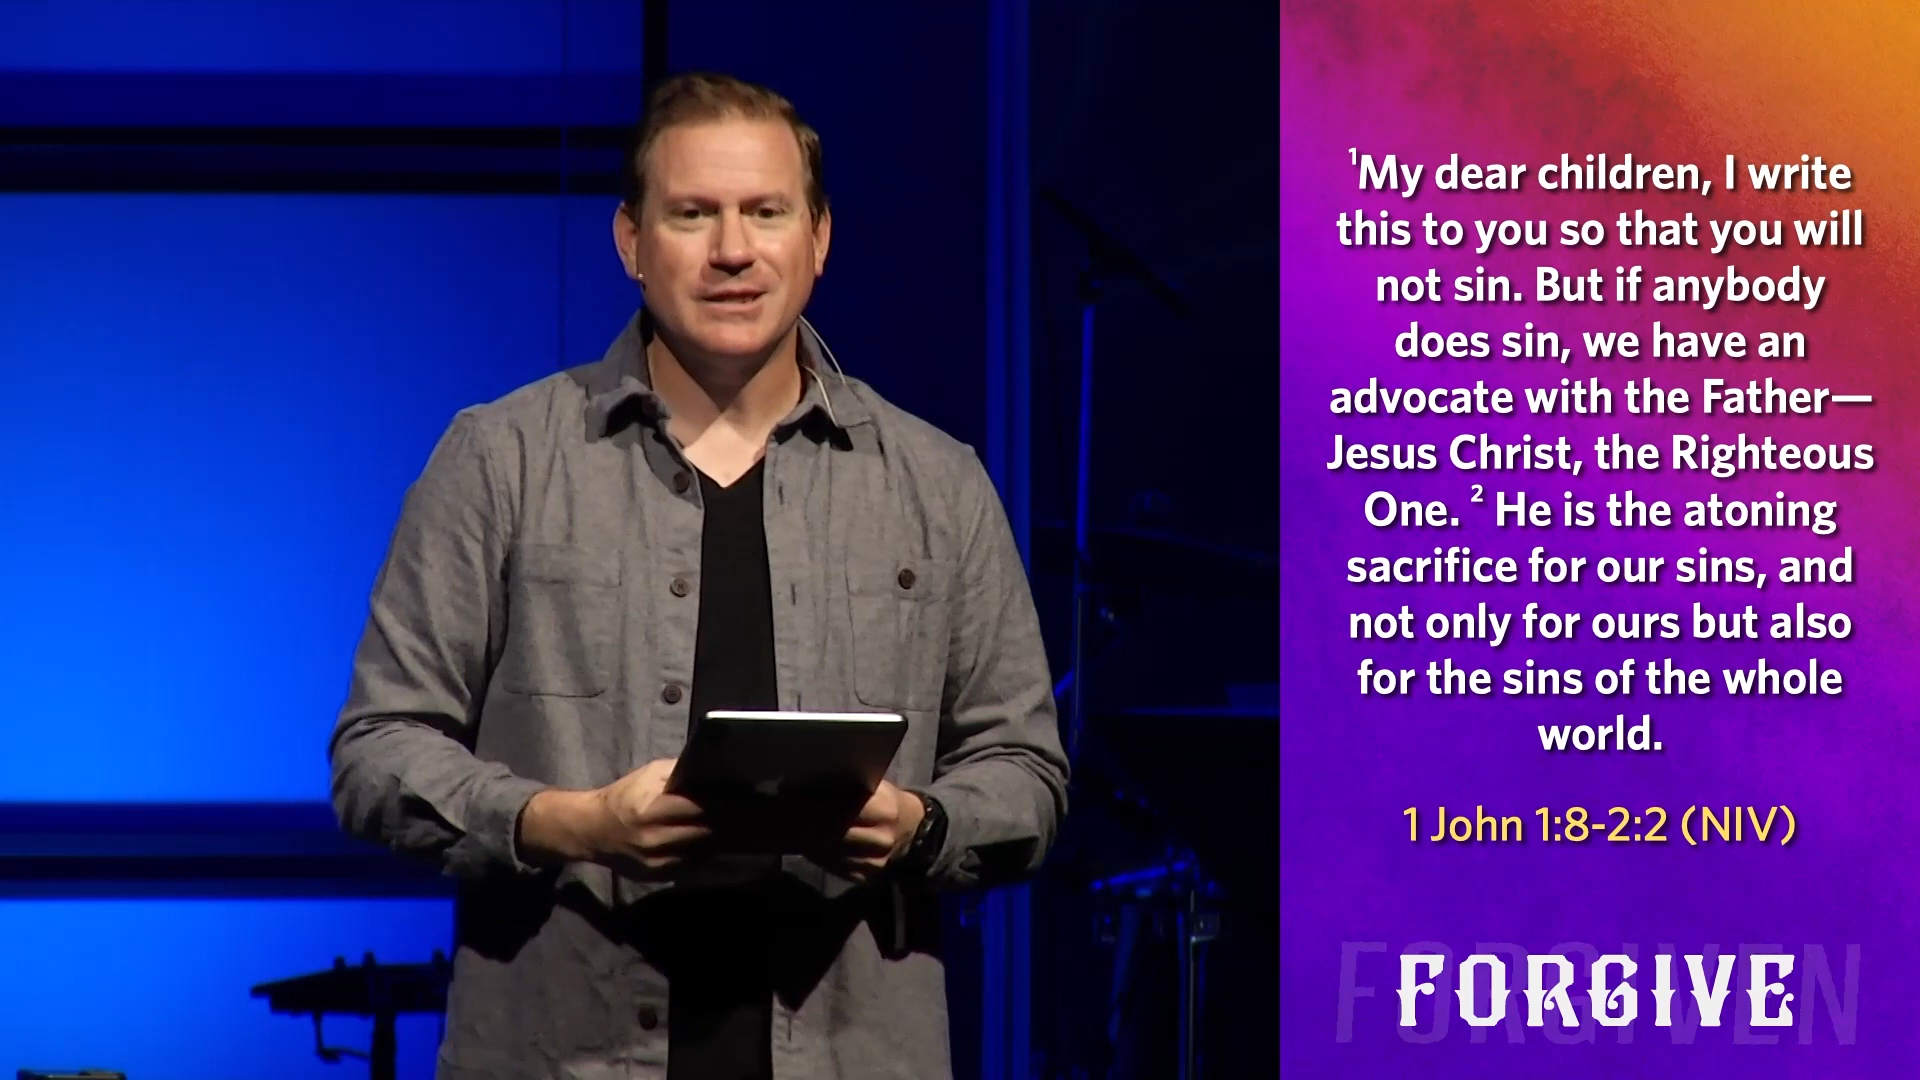 ¹My dear children, I write
this to you so that you will
not sin. But if anybody
does sin, we have an
advocate with the Father—
Jesus Christ, the Righteous
One. ² He is the atoning
sacrifice for our sins, and
not only for ours but also
for the sins of the whole
world.
1 John 1:8-2:2 (NIV)
FORGIVEN
FORGIVE